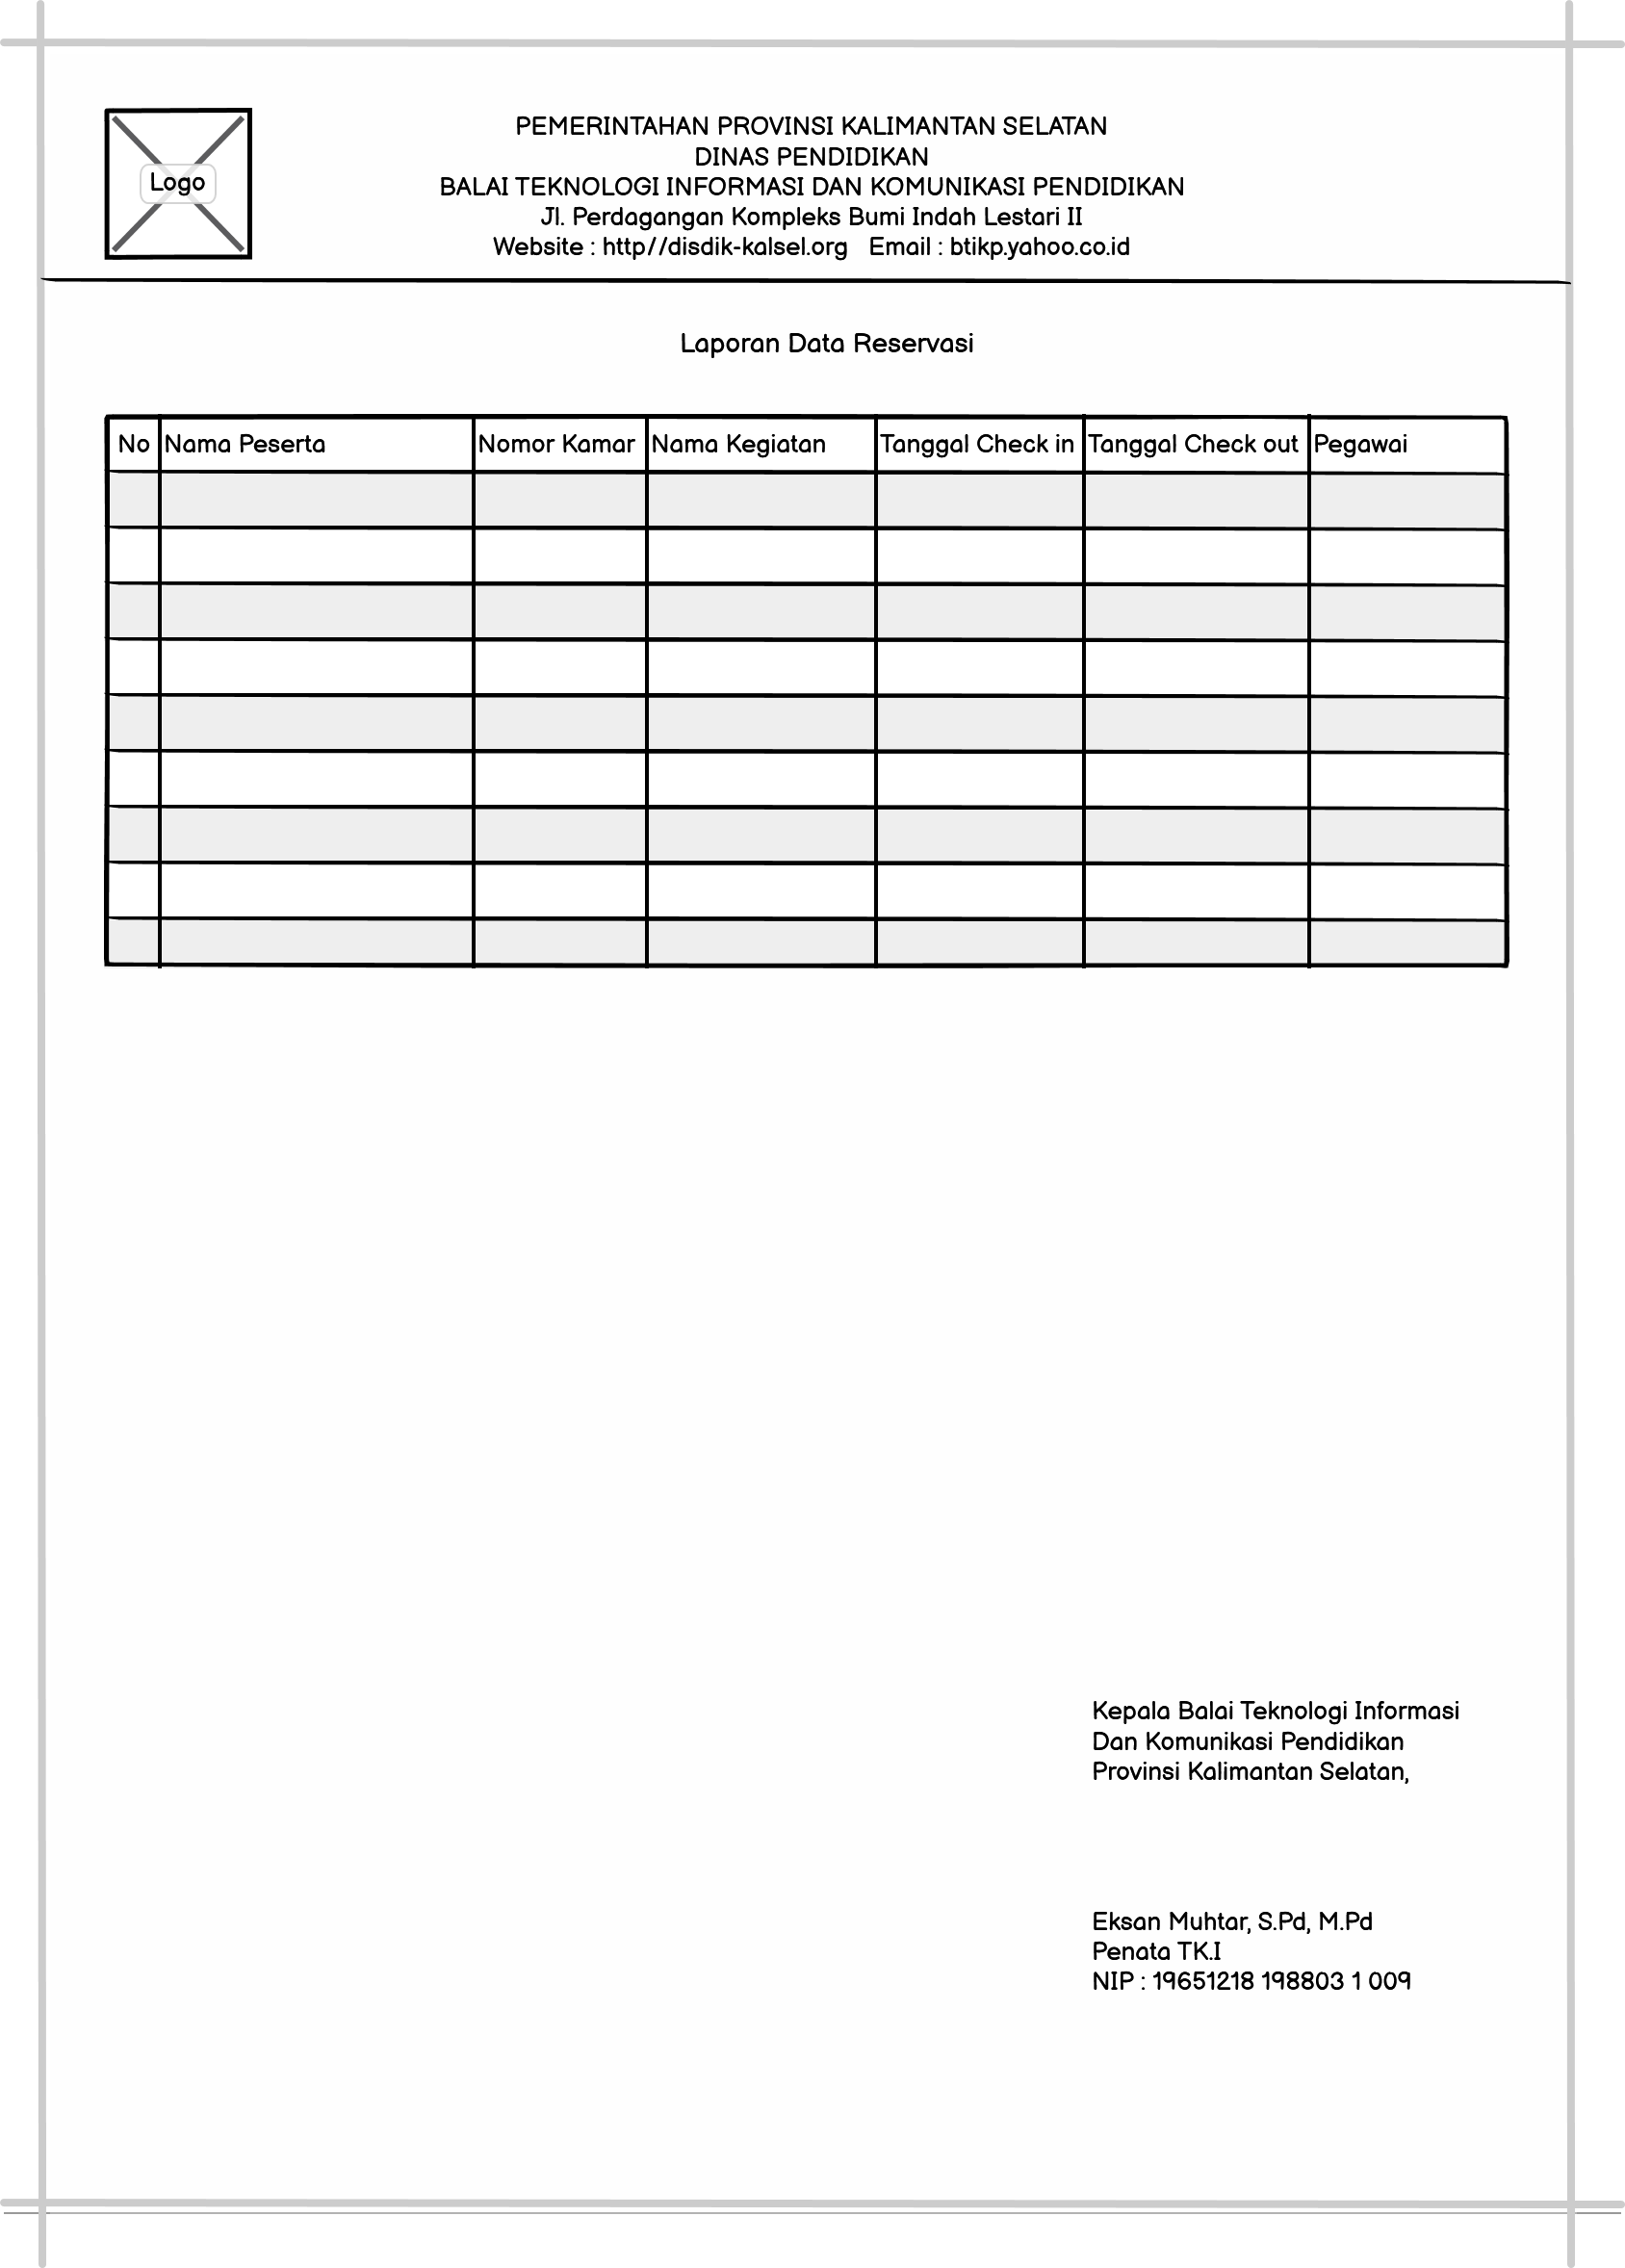 Logo
PEMERINTAHAN PROVINSI KALIMANTAN SELATAN
DINAS PENDIDIKAN
BALAI TEKNOLOGI INFORMASI DAN KOMUNIKASI PENDIDIKAN
Jl. Perdagangan Kompleks Bumi Indah Lestari II
Website : http//disdik-kalsel.org Email : btikp.yahoo.co.id
Laporan Data Reservasi
No Nama Peserta Nomor Kamar Nama Kegiatan Tanggal Check in Tanggal Check out Pegawai
Kepala Balai Teknologi Informasi
Dan Komunikasi Pendidikan
Provinsi Kalimantan Selatan,
Eksan Muhtar, S.Pd, M.Pd
Penata TK.I
NIP : 19651218 198803 1 009